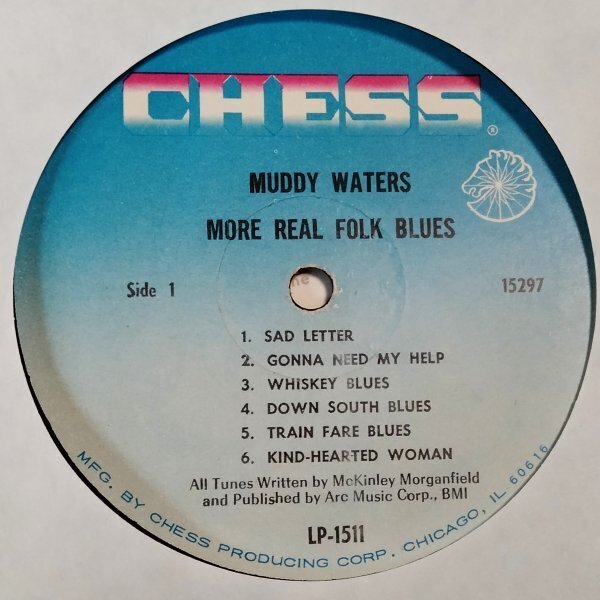 CHESS
®
MUDDY WATERS
MORE REAL FOLK BLUES
Side 1
15297
1. SAD LETTER
2. GONNA NEED MY HELP
3. WHISKEY BLUES
4. DOWN SOUTH BLUES
5. TRAIN FARE BLUES
6. KIND-HEARTED WOMAN
All Tunes Written by McKinley Morganfield
and Published by Arc Music Corp., BMI
LP-1511
MFG. BY CHESS PRODUCING CORP. CHICAGO, IL 60616